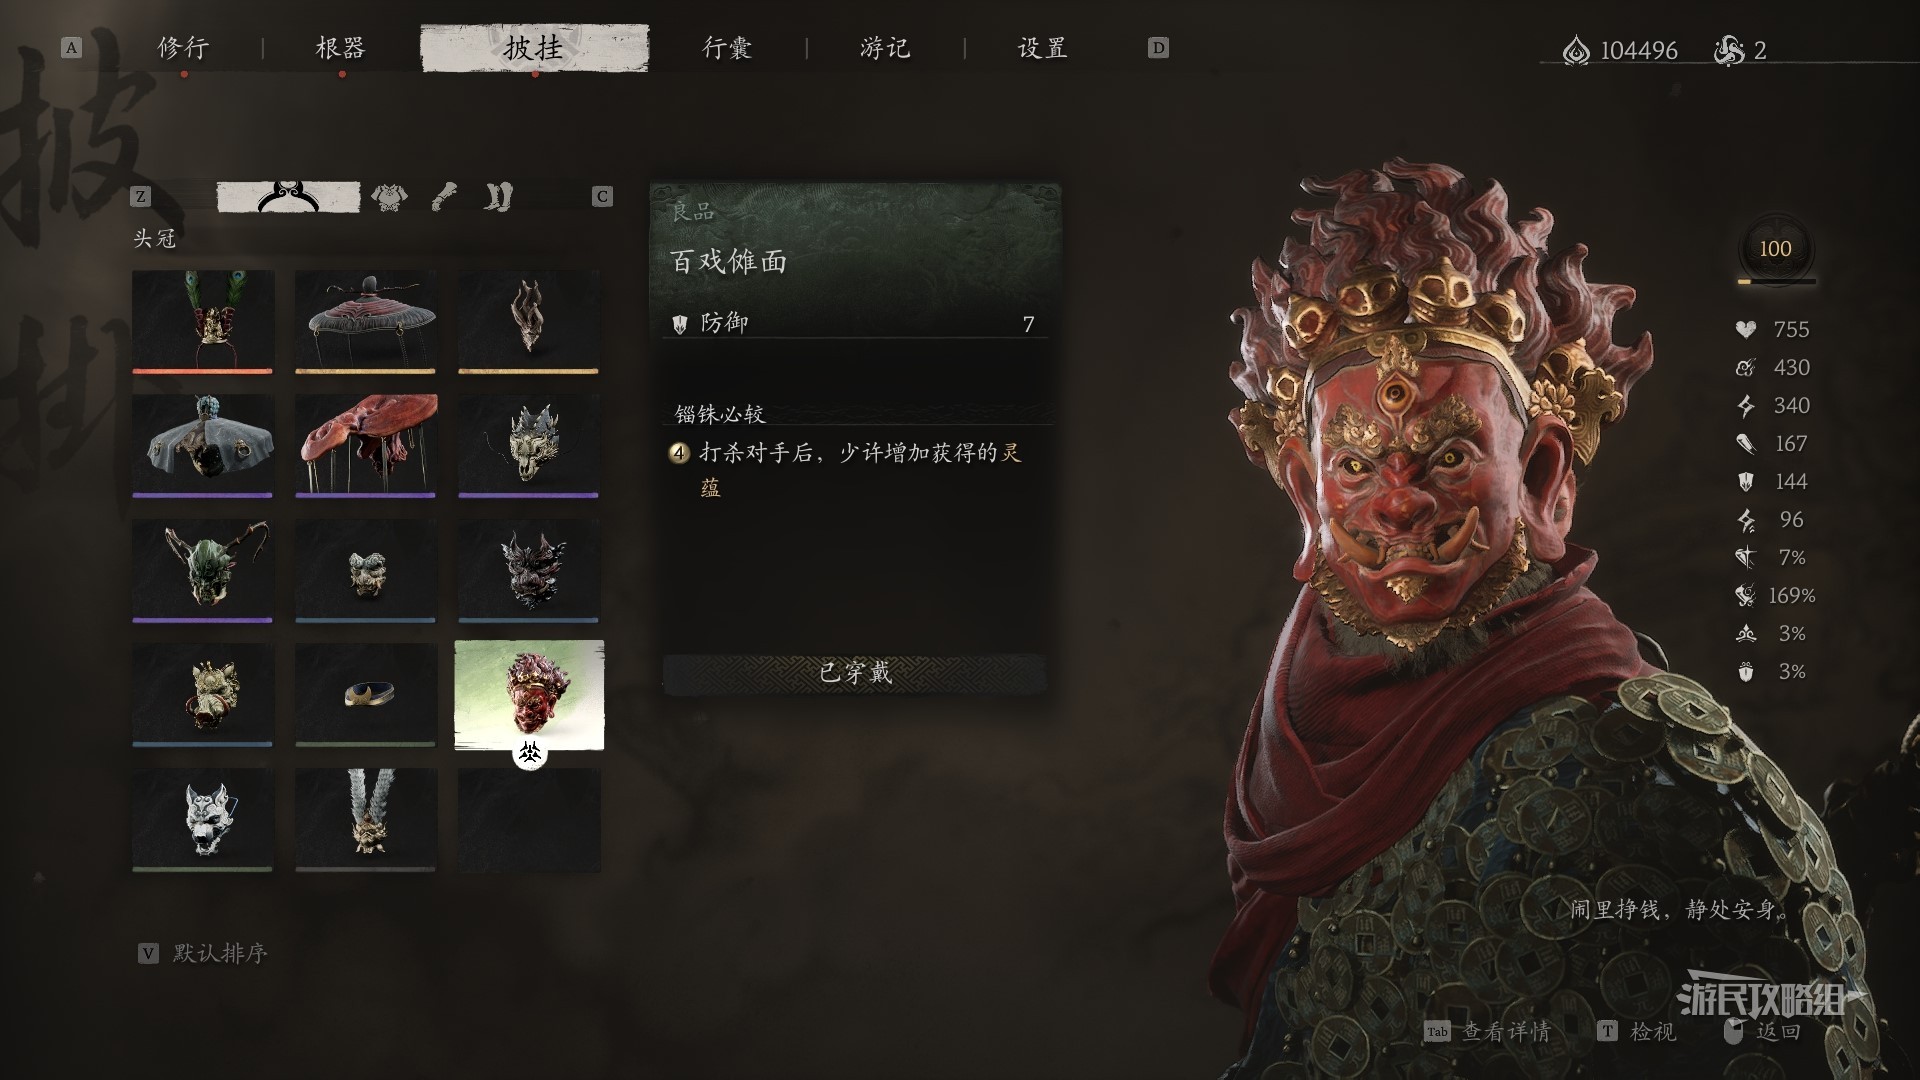 A 修行 根器 披挂 行囊 游记 设置 D 104496 2
披挂
Z C
头冠
良品
百戏傩面
防御 7
锱铢必较
4 打杀对手后，少许增加获得的灵
蕴
已穿戴
100
755
430
340
167
144
96
7%
169%
3%
3%
闹里挣钱，静处安身。
V 默认排序
游民攻略组
Tab 查看详情 T 检视 返回